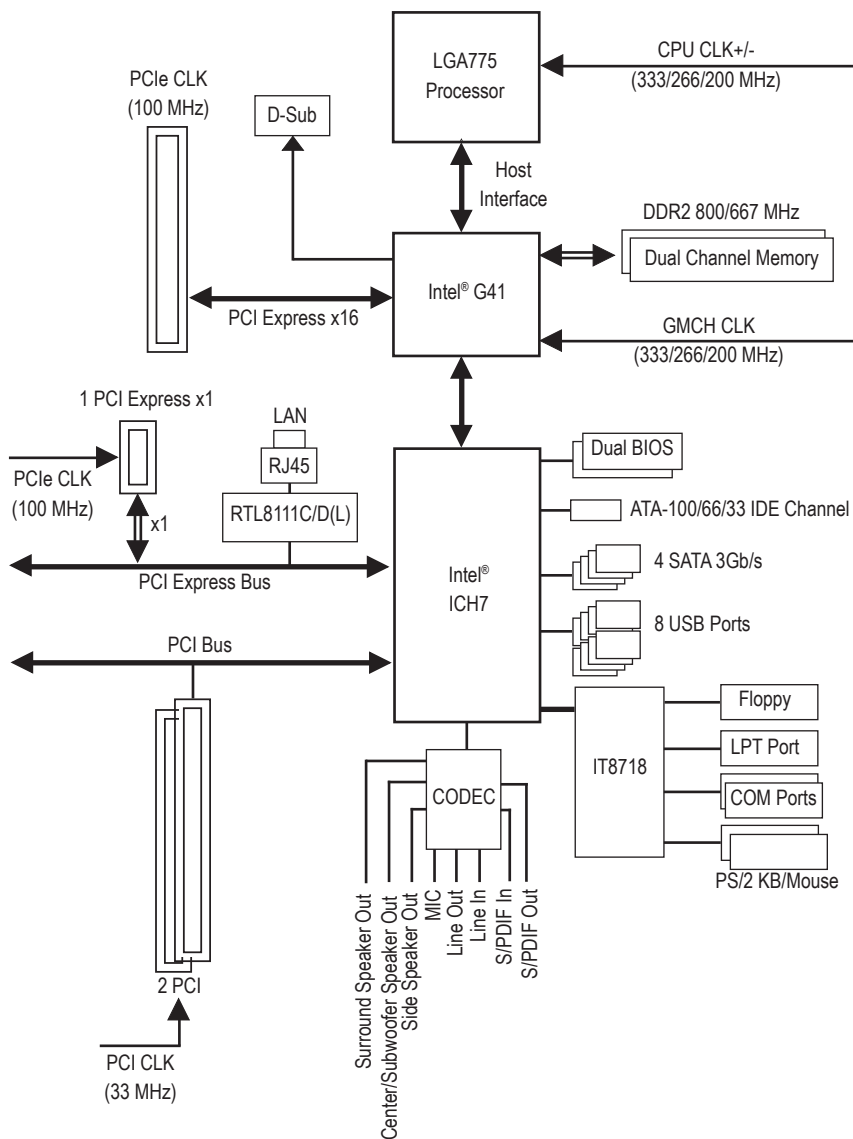 LGA775
Processor
CPU CLK+/-
(333/266/200 MHz)
PCIe CLK
(100 MHz)
D-Sub
Host
Interface
DDR2 800/667 MHz
Dual Channel Memory
Intel® G41
PCI Express x16
GMCH CLK
(333/266/200 MHz)
1 PCI Express x1
PCIe CLK
(100 MHz)
x1
LAN
RJ45
RTL8111C/D(L)
PCI Express Bus
Intel®
ICH7
Dual BIOS
ATA-100/66/33 IDE Channel
4 SATA 3Gb/s
8 USB Ports
PCI Bus
IT8718
Floppy
LPT Port
COM Ports
PS/2 KB/Mouse
CODEC
Surround Speaker Out
Center/Subwoofer Speaker Out
Side Speaker Out
MIC
Line Out
Line In
S/PDIF In
S/PDIF Out
2 PCI
PCI CLK
(33 MHz)